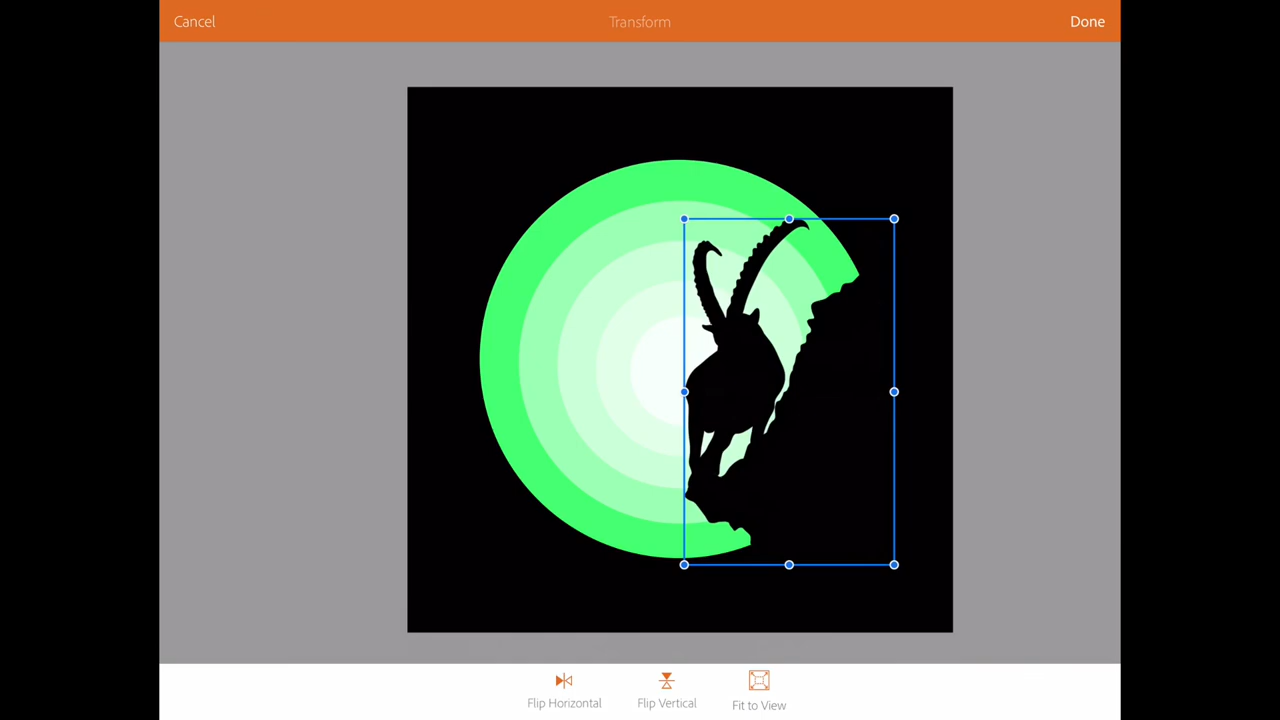 Cancel
Transform
Done
Flip Horizontal
Flip Vertical
Fit to View